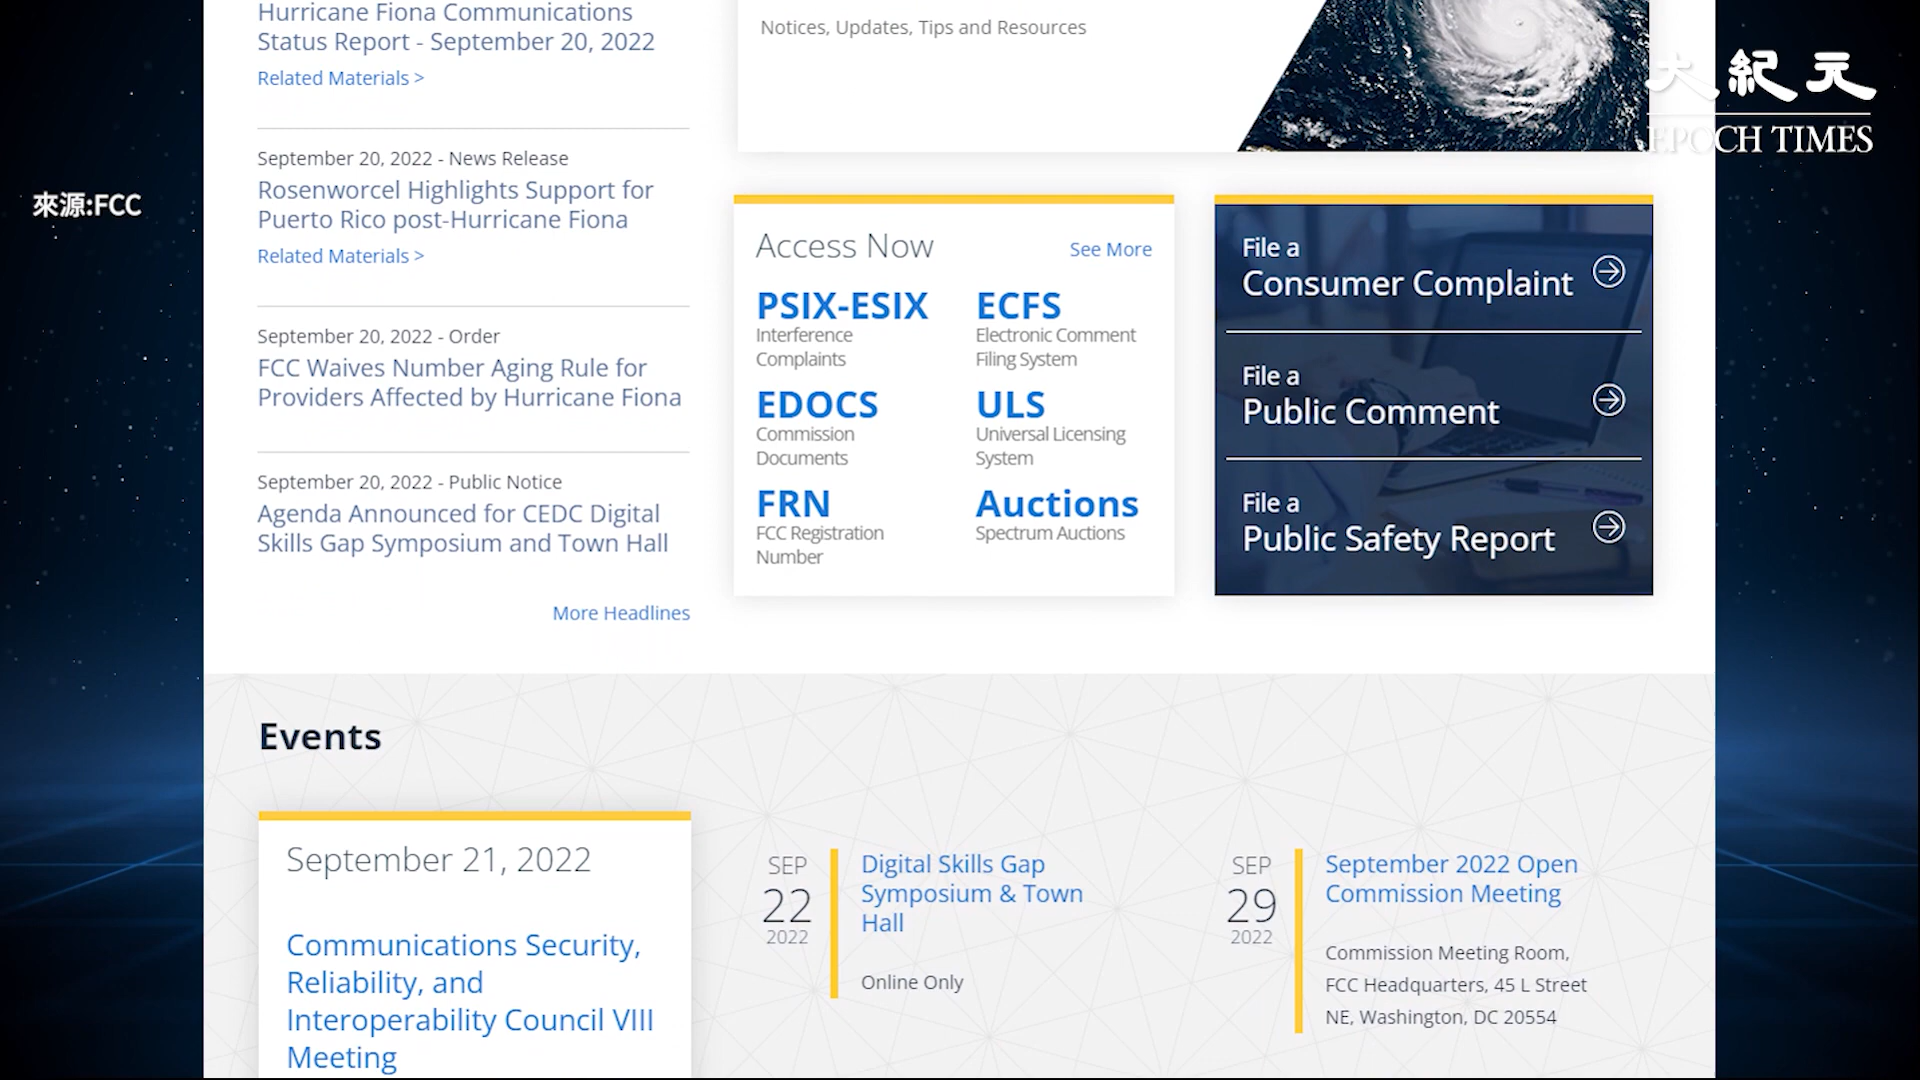 Hurricane Fiona Communications
Status Report - September 20, 2022
Related Materials >
September 20, 2022 - News Release
Rosenworcel Highlights Support for
Puerto Rico post-Hurricane Fiona
Related Materials >
September 20, 2022 - Order
FCC Waives Number Aging Rule for
Providers Affected by Hurricane Fiona
September 20, 2022 - Public Notice
Agenda Announced for CEDC Digital
Skills Gap Symposium and Town Hall
More Headlines
Notices, Updates, Tips and Resources
大紀元
EPOCH TIMES
來源:FCC
Access Now
See More
PSIX-ESIX
Interference
Complaints
ECFS
Electronic Comment
Filing System
EDOCS
Commission
Documents
ULS
Universal Licensing
System
FRN
FCC Registration
Number
Auctions
Spectrum Auctions
File a
Consumer Complaint
File a
Public Comment
File a
Public Safety Report
Events
September 21, 2022
Communications Security,
Reliability, and
Interoperability Council VIII
Meeting
SEP
22
2022
Digital Skills Gap
Symposium & Town
Hall
Online Only
SEP
29
2022
September 2022 Open
Commission Meeting
Commission Meeting Room,
FCC Headquarters, 45 L Street
NE, Washington, DC 20554